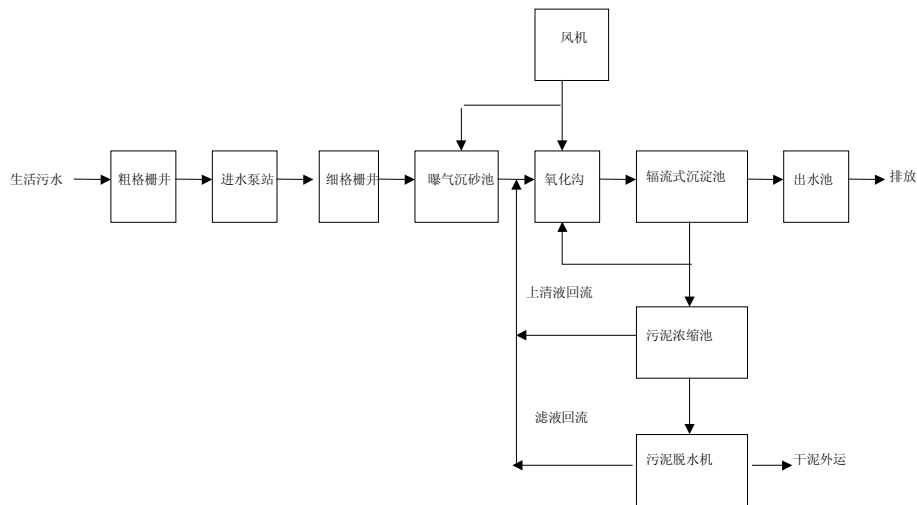 风机
生活污水
粗格栅井
进水泵站
细格栅井
曝气沉砂池
氧化沟
辐流式沉淀池
出水池
排放
上清液回流
污泥浓缩池
滤液回流
污泥脱水机
干泥外运